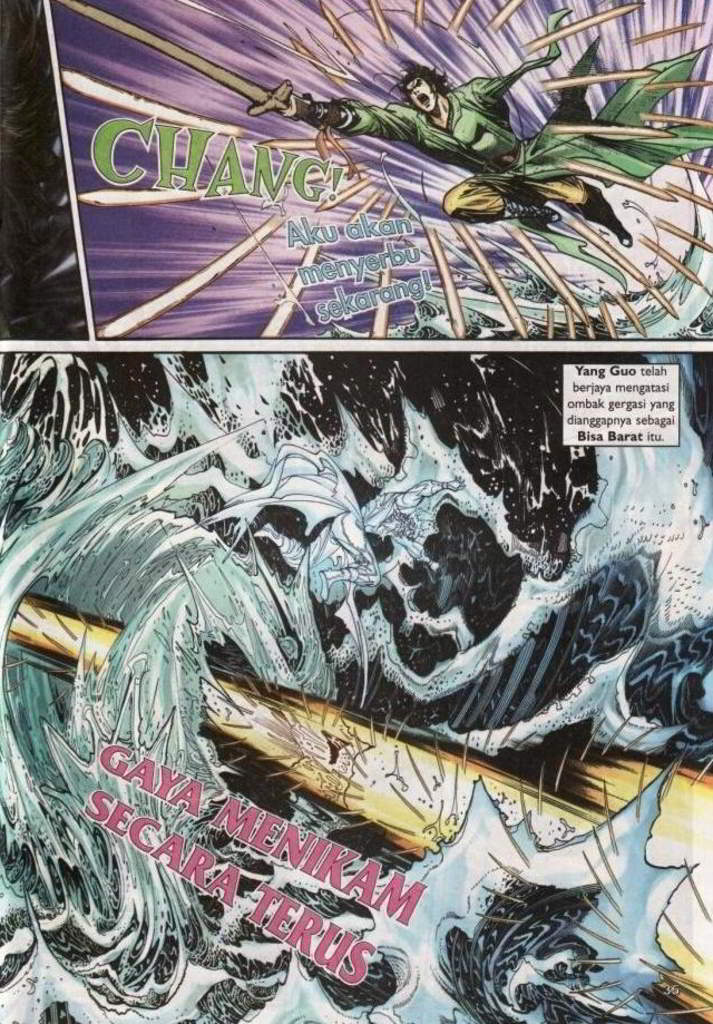 CHANG!
Aku akan
menyerbu
sekarang!
Yang Guo telah
berjaya mengatasi
ombak gergasi yang
dianggapnya sebagai
Bisa Barat itu.
GAYA MENIKAM
SECARA TERUS
36